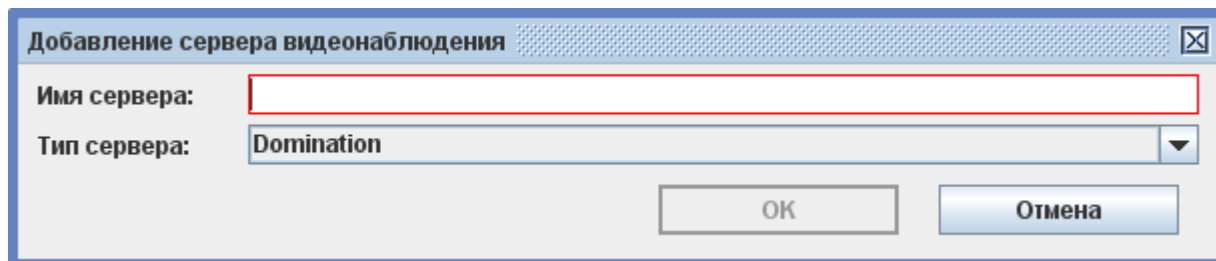 Добавление сервера видеонаблюдения
Имя сервера:
Тип сервера: Domination
OK Отмена